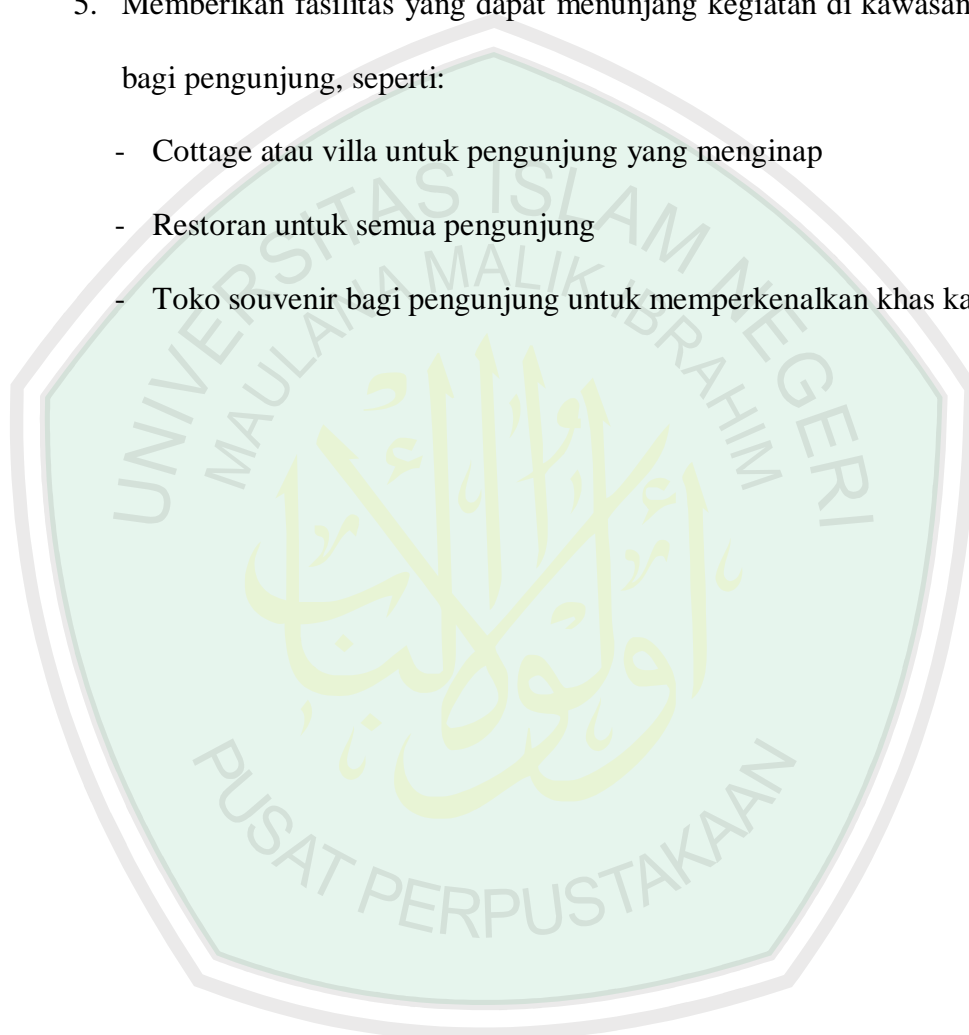 5. Memberikan fasilitas yang dapat menunjang kegiatan di kawasan
bagi pengunjung, seperti:
- Cottage atau villa untuk pengunjung yang menginap
- Restoran untuk semua pengunjung
- Toko souvenir bagi pengunjung untuk memperkenalkan khas ka
UNIVERSITAS ISLAM NEGERI
MAULANA MALIK IBRAHIM
PUSAT PERPUSTAKAAN